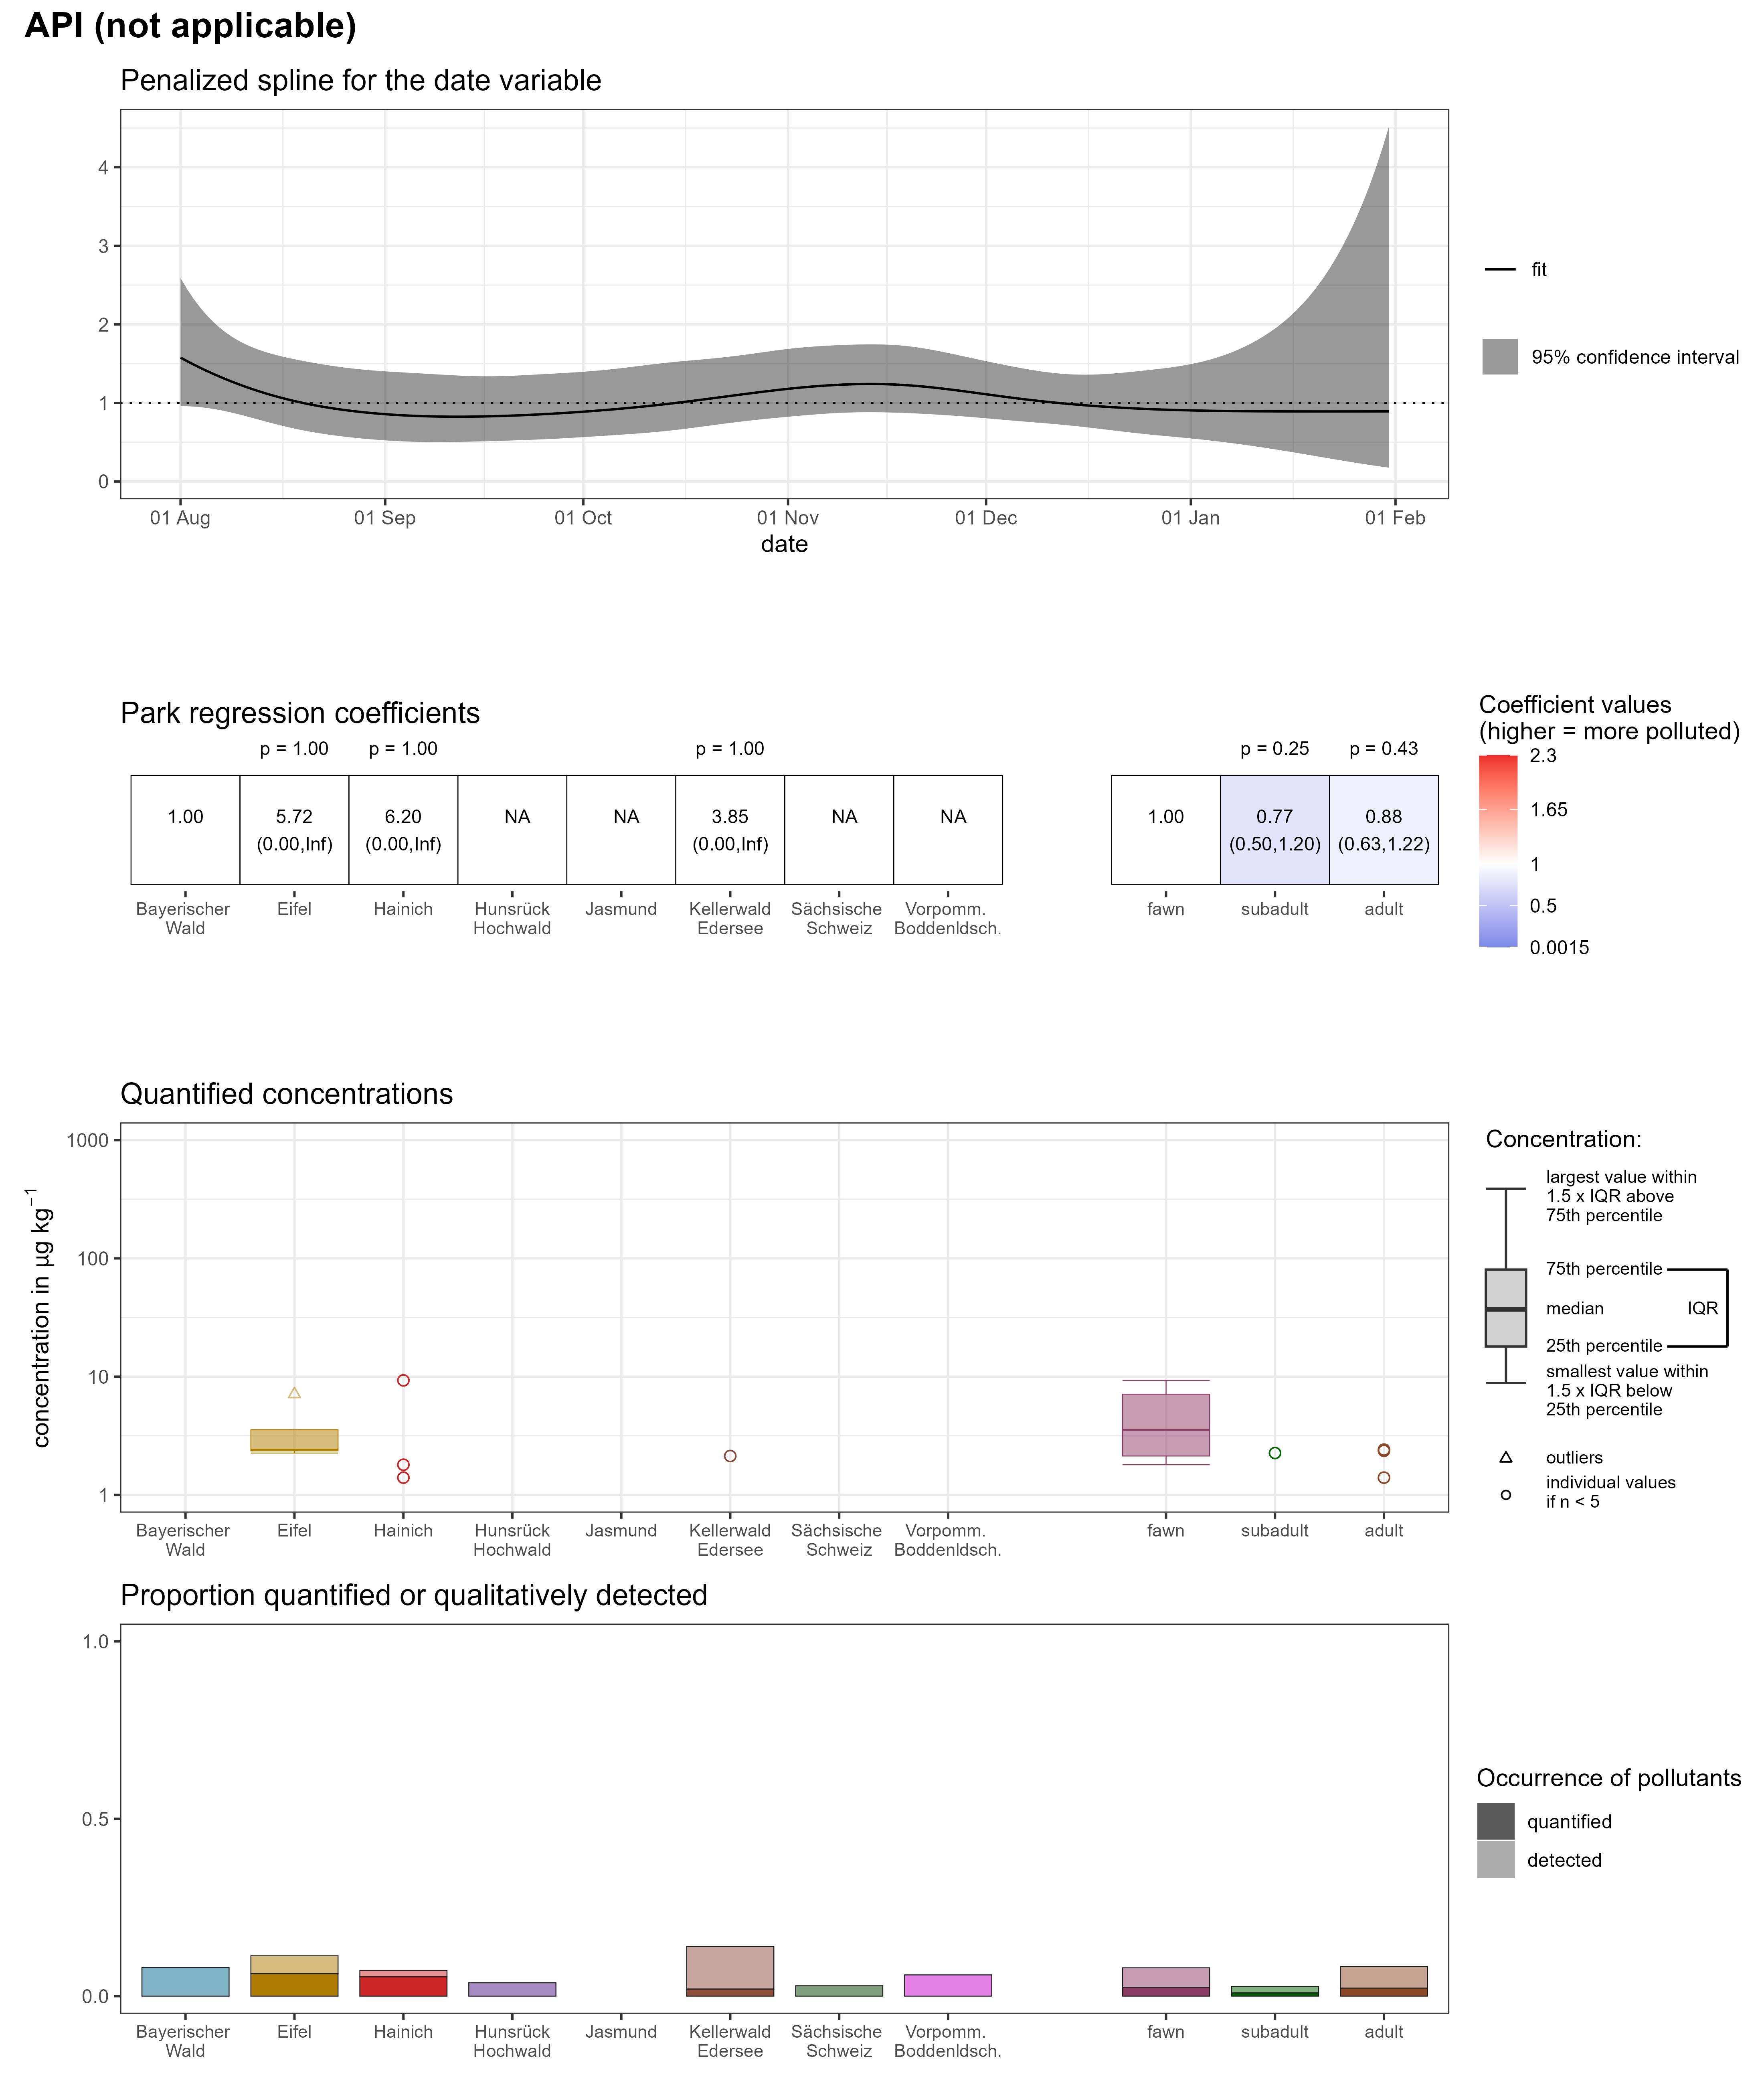 API (not applicable)
Penalized spline for the date variable
4
3
2
1
0
01 Aug
01 Sep
01 Oct
01 Nov
01 Dec
01 Jan
01 Feb
date
fit
95% confidence interval
Park regression coefficients
p = 1.00
p = 1.00
p = 1.00
p = 0.25
p = 0.43
1.00
5.72
(0.00,Inf)
6.20
(0.00,Inf)
NA
NA
3.85
(0.00,Inf)
NA
NA
1.00
0.77
(0.50,1.20)
0.88
(0.63,1.22)
Bayerischer
Wald
Eifel
Hainich
Hunsrück
Hochwald
Jasmund
Kellerwald
Edersee
Sächsische
Schweiz
Vorpomm.
Boddenldsch.
fawn
subadult
adult
Coefficient values
(higher = more polluted)
2.3
1.65
1
0.5
0.0015
Quantified concentrations
concentration in µg kg⁻¹
1000
100
10
1
Bayerischer
Wald
Eifel
Hainich
Hunsrück
Hochwald
Jasmund
Kellerwald
Edersee
Sächsische
Schweiz
Vorpomm.
Boddenldsch.
fawn
subadult
adult
Concentration:
largest value within
1.5 x IQR above
75th percentile
75th percentile
median
IQR
25th percentile
smallest value within
1.5 x IQR below
25th percentile
outliers
individual values
if n < 5
Proportion quantified or qualitatively detected
1.0
0.5
0.0
Bayerischer
Wald
Eifel
Hainich
Hunsrück
Hochwald
Jasmund
Kellerwald
Edersee
Sächsische
Schweiz
Vorpomm.
Boddenldsch.
fawn
subadult
adult
Occurrence of pollutants
quantified
detected